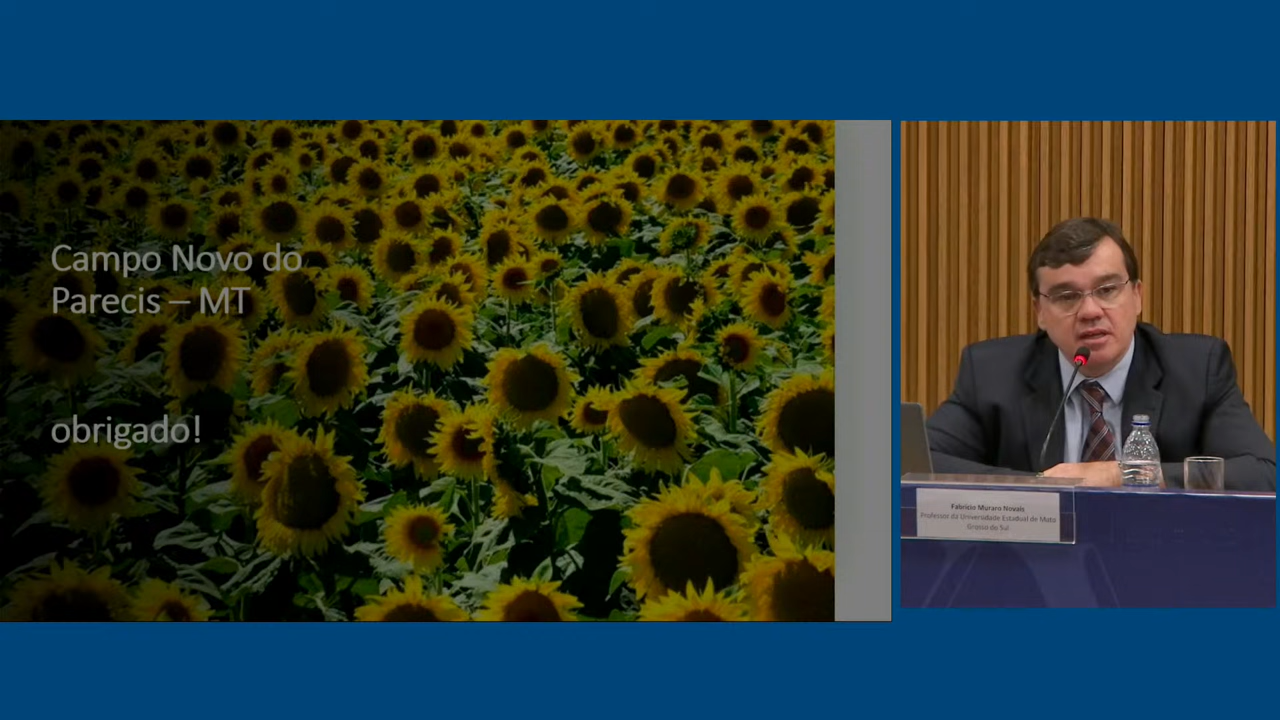 Campo Novo do
Parecis – MT
obrigado!
Fabrício Muraro Novais
Professor da Universidade Estadual de Mato
Grosso do Sul